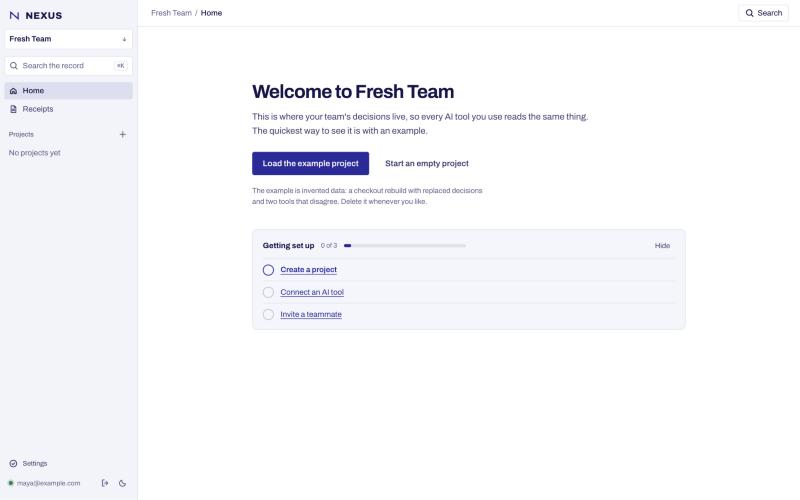 NEXUS
Fresh Team
Search the record
⌘K
Home
Receipts
Projects
No projects yet
Settings
maya@example.com
Fresh Team / Home
Search
Welcome to Fresh Team
This is where your team's decisions live, so every AI tool you use reads the same thing.
The quickest way to see it is with an example.
Load the example project
Start an empty project
The example is invented data: a checkout rebuild with replaced decisions
and two tools that disagree. Delete it whenever you like.
Getting set up 0 of 3
Hide
Create a project
Connect an AI tool
Invite a teammate